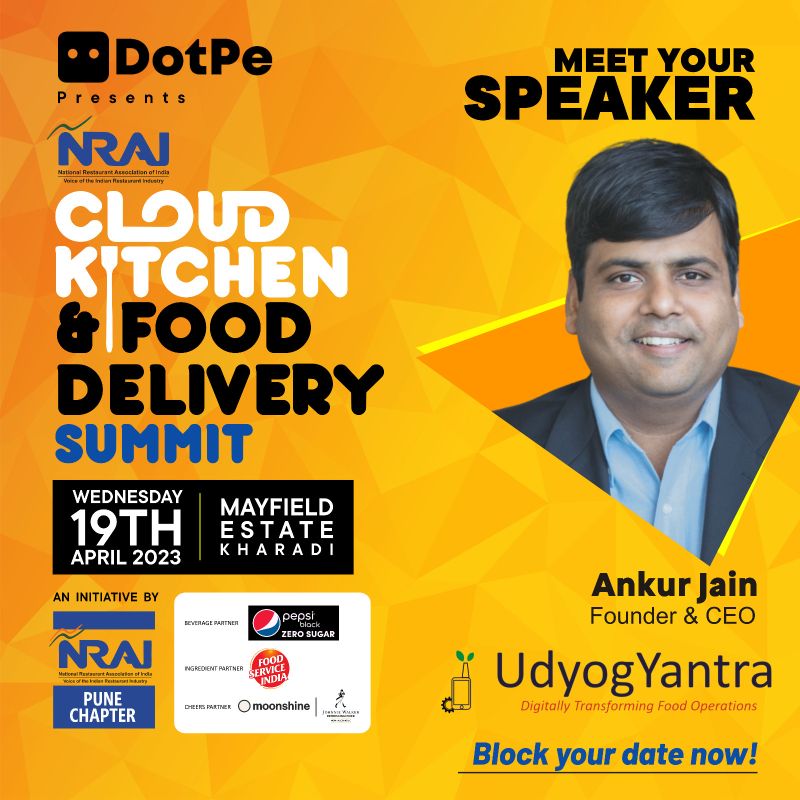 DotPe
Presents
NRAI
National Restaurant Association of India
Voice of the Indian Restaurant Industry
CLOUD
KITCHEN
& FOOD
DELIVERY
SUMMIT
WEDNESDAY
19TH
APRIL 2023
MAYFIELD
ESTATE
KHARADI
AN INITIATIVE BY
NRAI
National Restaurant Association of India
Voice of the Indian Restaurant Industry
PUNE
CHAPTER
BEVERAGE PARTNER
pepsi
black
ZERO SUGAR
INGREDIENT PARTNER
FOOD
SERVICE
INDIA
CHEERS PARTNER
moonshine
JOHNNIE WALKER
MEET YOUR
SPEAKER
Ankur Jain
Founder & CEO
UdyogYantra
Digitally Transforming Food Operations
Block your date now!